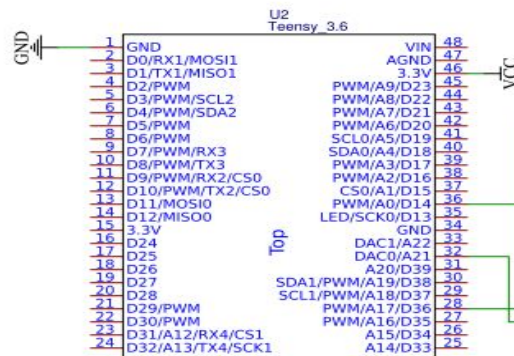 U2
Teensy_3.6
GND
VCC
1 GND VIN 48
2 D0/RX1/MOSI1 AGND 47
3 D1/TX1/MISO1 3.3V 46
4 D2/PWM PWM/A9/D23 45
5 D3/PWM/SCL2 PWM/A8/D22 44
6 D4/PWM/SDA2 PWM/A7/D21 43
7 D5/PWM PWM/A6/D20 42
8 D6/PWM SCL0/A5/D19 41
9 D7/PWM/RX3 SDA0/A4/D18 40
10 D8/PWM/TX3 PWM/A3/D17 39
11 D9/PWM/RX2/CS0 PWM/A2/D16 38
12 D10/PWM/TX2/CS0 CS0/A1/D15 37
13 D11/MOSI0 PWM/A0/D14 36
14 D12/MISO0 LED/SCK0/D13 35
15 3.3V GND 34
16 D24 DAC1/A22 33
17 D25 DAC0/A21 32
18 D26 A20/D39 31
19 D27 SDA1/PWM/A19/D38 30
20 D28 SCL1/PWM/A18/D37 29
21 D29/PWM PWM/A17/D36 28
22 D30/PWM PWM/A16/D35 27
23 D31/A12/RX4/CS1 A15/D34 26
24 D32/A13/TX4/SCK1 A14/D33 25
Top